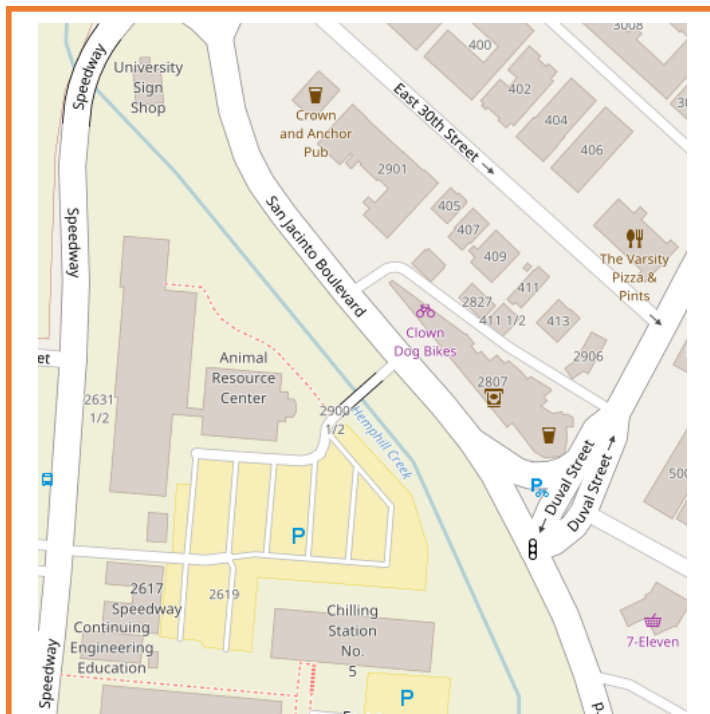 3008
400
Speedway
University
Sign
Shop
402
404
406
East 30th Street
Crown
and Anchor
Pub
2901
405
407
409
411
411 1/2
413
2827
2906
The Varsity
Pizza &
Pints
San Jacinto Boulevard
Speedway
Clown
Dog Bikes
2807
Animal
Resource
Center
2631
1/2
2900
1/2
Hemphill Creek
et
P
Duval Street
Duval Street
500
P
2617
Speedway
2619
Continuing
Engineering
Education
Chilling
Station
No.
5
7-Eleven
Speedway
P